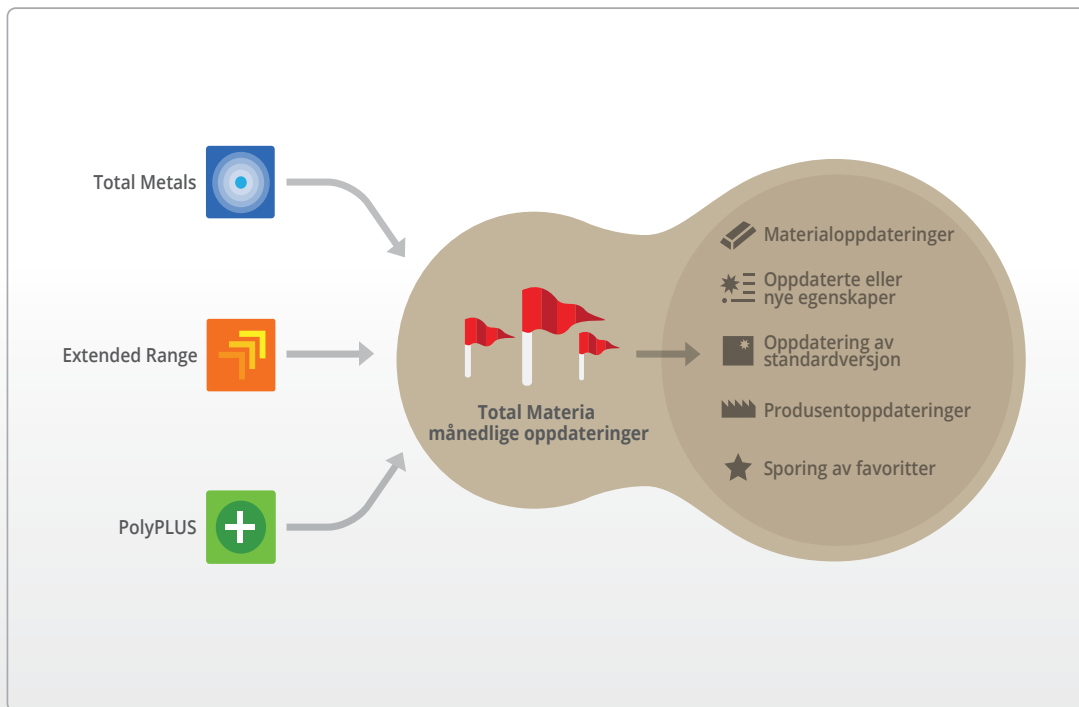 Total Metals
Extended Range
PolyPLUS
Total Materia
månedlige oppdateringer
Materialoppdateringer
Oppdaterte eller
nye egenskaper
Oppdatering av
standardversjon
Produsentoppdateringer
Sporing av favoritter